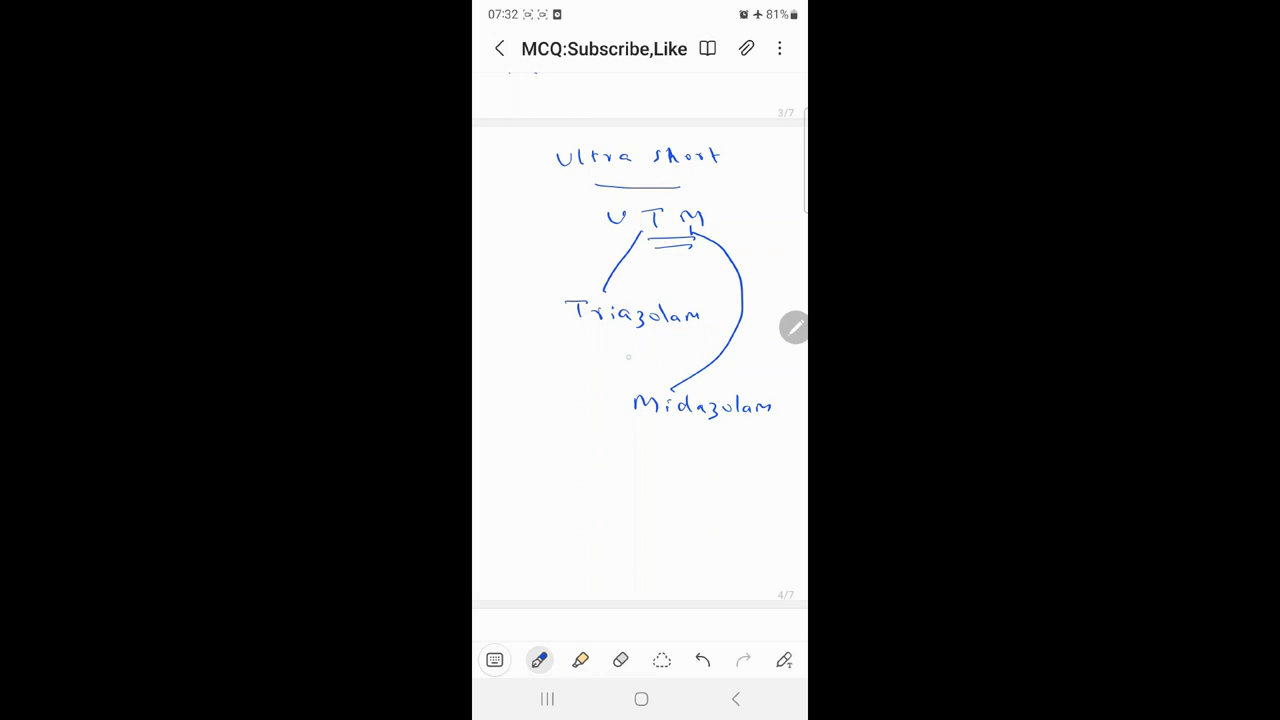 07:32 81%
MCQ:Subscribe,Like
3/7
Ultra short
U T M
Triazolam
Midazolam
4/7